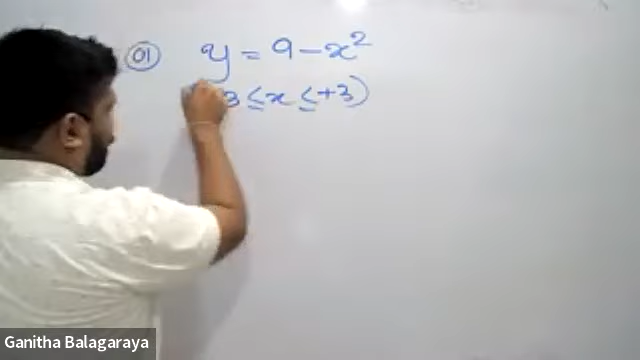 01 y = 9 - x²
3 ≤ x ≤ +3)
Ganitha Balagaraya